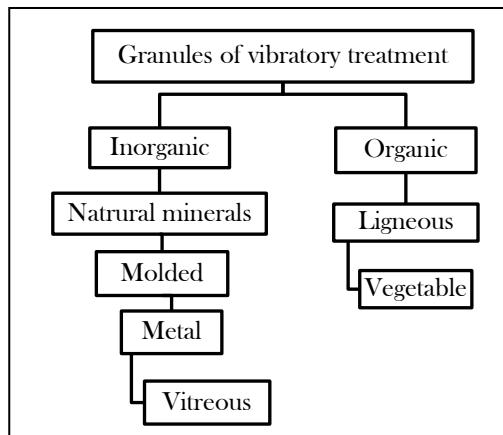 Granules of vibratory treatment
Inorganic
Organic
Natrural minerals
Ligneous
Molded
Vegetable
Metal
Vitreous